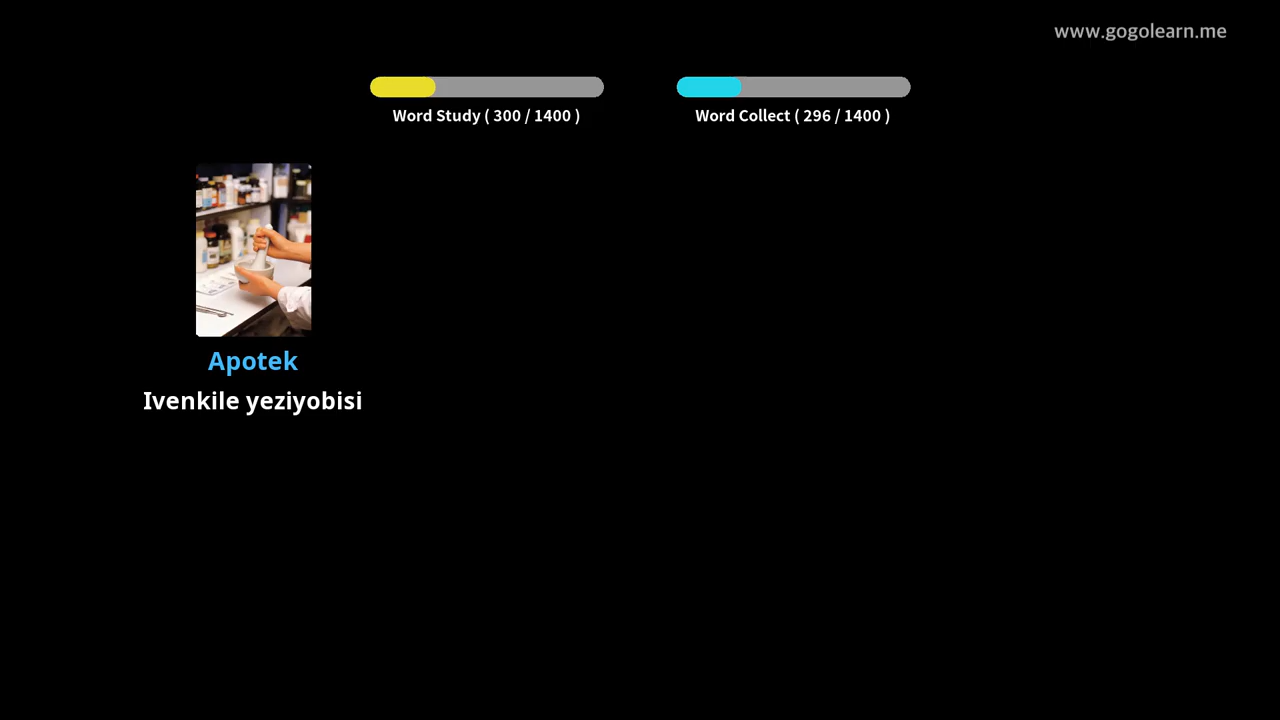 www.gogolearn.me
Word Study ( 300 / 1400 )
Word Collect ( 296 / 1400 )
Apotek
Ivenkile yeziyobisi